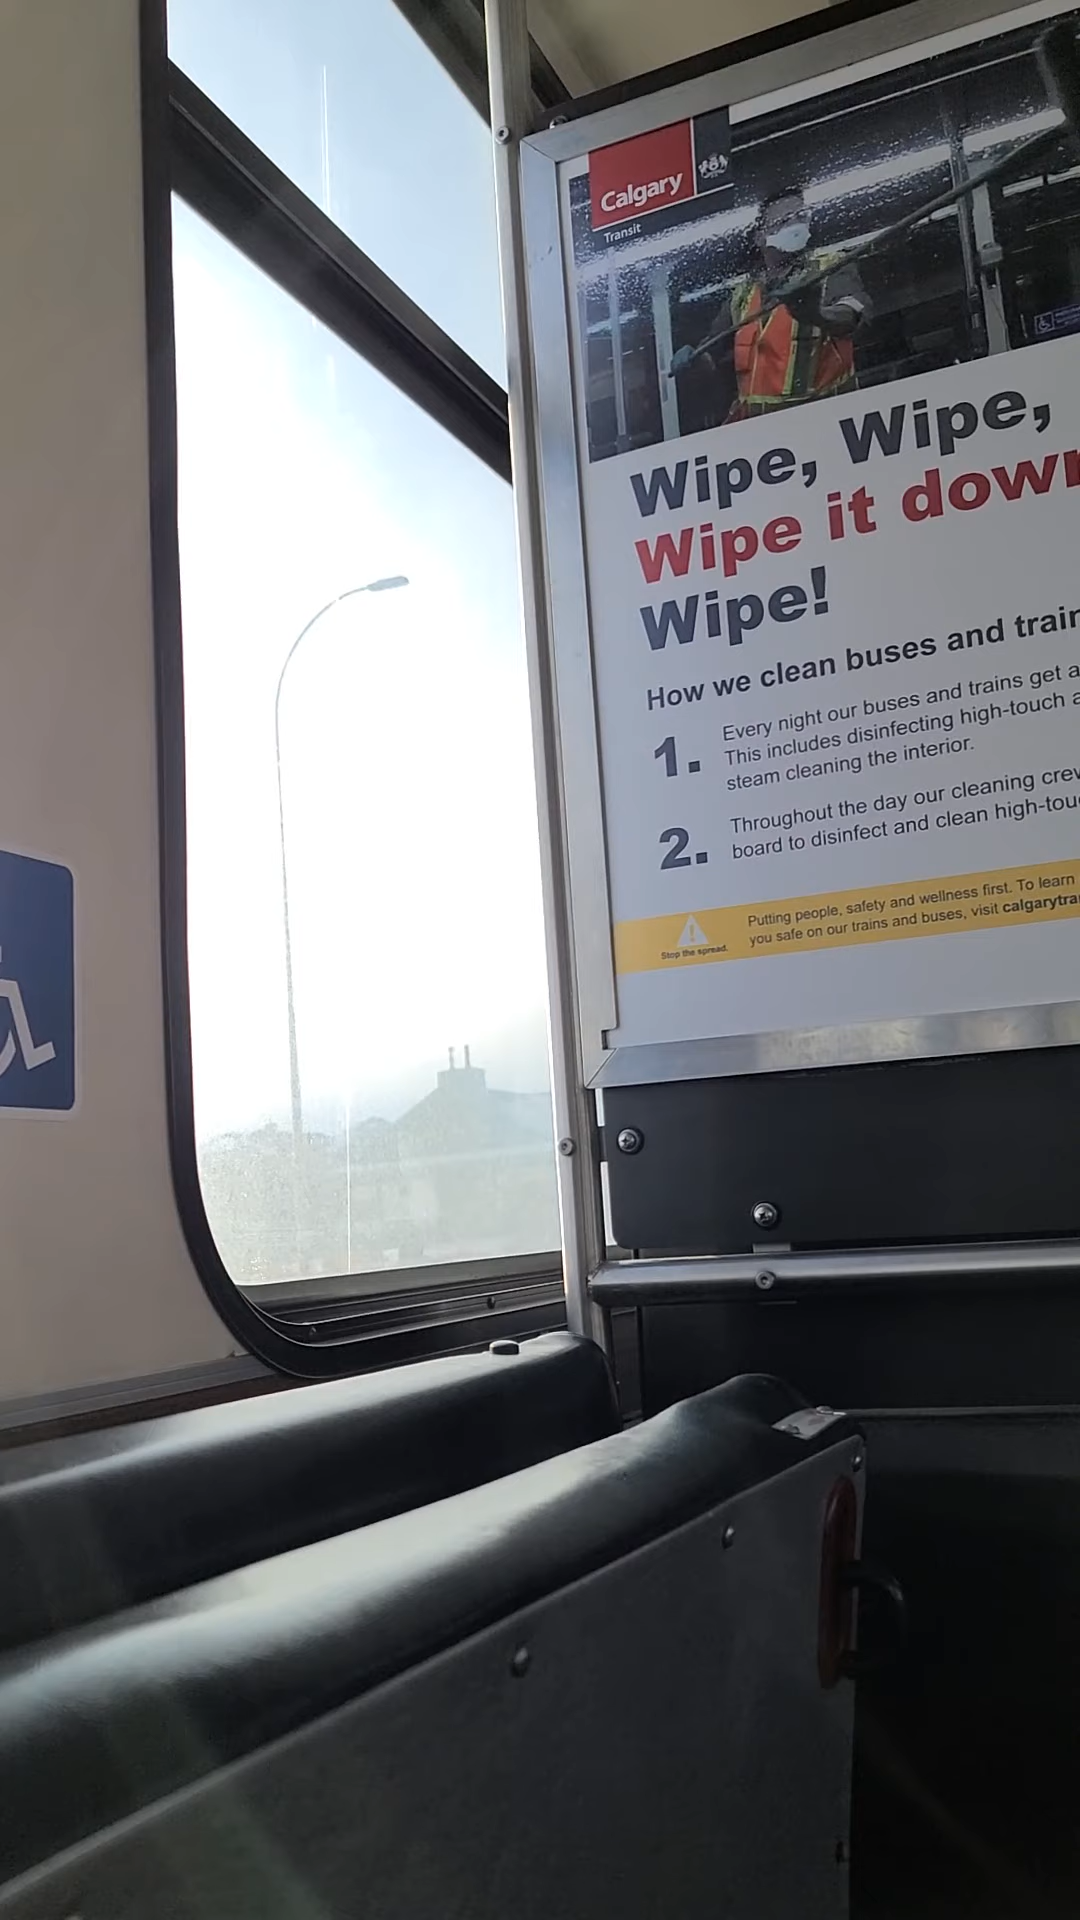 Calgary
Transit
Wipe, Wipe,
Wipe it down
Wipe!
How we clean buses and train
1. Every night our buses and trains get a
This includes disinfecting high-touch a
steam cleaning the interior.
2. Throughout the day our cleaning crew
board to disinfect and clean high-tou
Putting people, safety and wellness first. To learn
you safe on our trains and buses, visit calgarytra
Stop the spread.